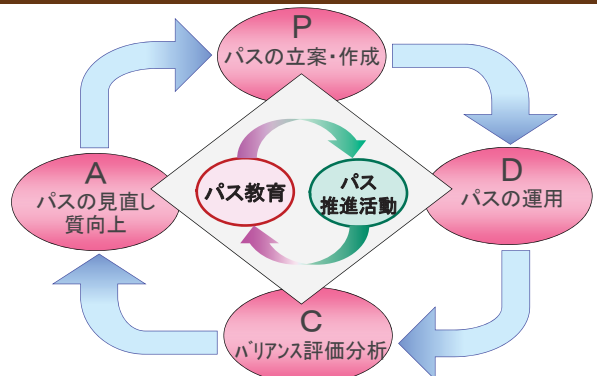 P
パスの立案・作成
D
パスの運用
C
バリアンス評価分析
A
パスの見直し
質向上
パス教育
パス
推進活動